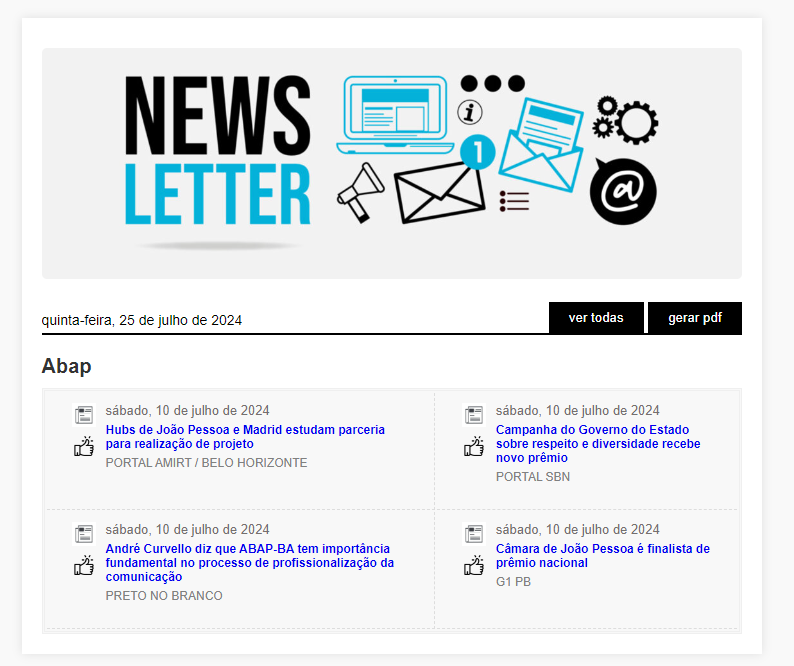 NEWS
LETTER
i
1
@
quinta-feira, 25 de julho de 2024
ver todas
gerar pdf
Abap
sábado, 10 de julho de 2024
Hubs de João Pessoa e Madrid estudam parceria
para realização de projeto
PORTAL AMIRT / BELO HORIZONTE
sábado, 10 de julho de 2024
Campanha do Governo do Estado
sobre respeito e diversidade recebe
novo prêmio
PORTAL SBN
sábado, 10 de julho de 2024
André Curvello diz que ABAP-BA tem importância
fundamental no processo de profissionalização da
comunicação
PRETO NO BRANCO
sábado, 10 de julho de 2024
Câmara de João Pessoa é finalista de
prêmio nacional
G1 PB